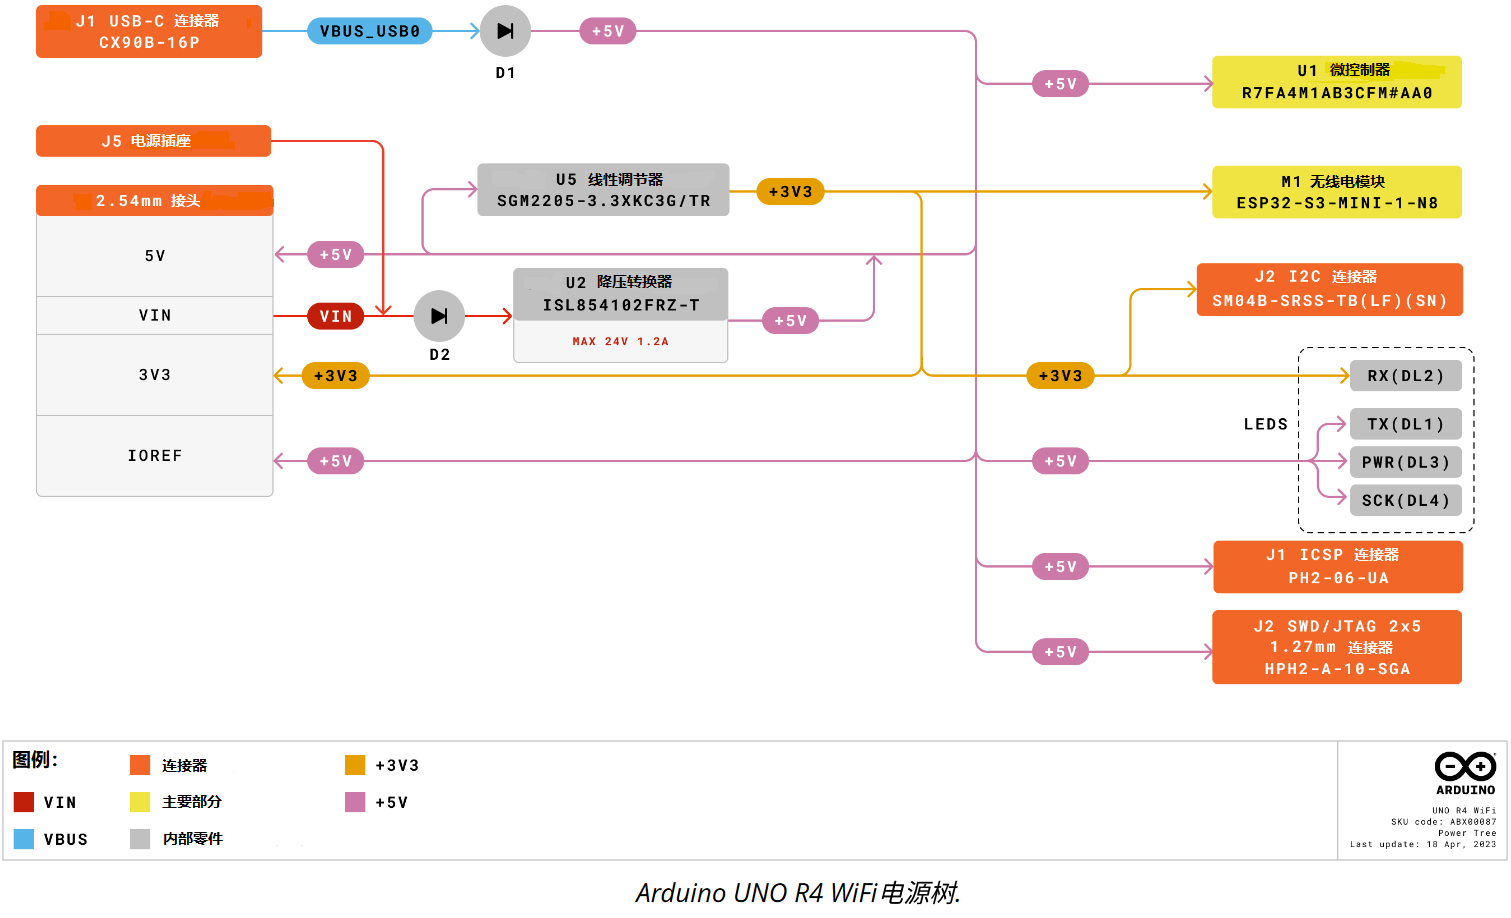 J1 USB-C 连接器
CX90B-16P
VBUS_USB0
D1
+5V
+5V
U1 微控制器
R7FA4M1AB3CFM#AA0
J5 电源插座
2.54mm 接头
U5 线性调节器
SGM2205-3.3XKC3G/TR
+3V3
M1 无线电模块
ESP32-S3-MINI-1-N8
5V
+5V
U2 降压转换器
ISL854102FRZ-T
MAX 24V 1.2A
+5V
J2 I2C 连接器
SM04B-SRSS-TB(LF)(SN)
VIN
VIN
D2
3V3
+3V3
+3V3
RX(DL2)
LEDS
TX(DL1)
IOREF
+5V
+5V
PWR(DL3)
SCK(DL4)
+5V
J1 ICSP 连接器
PH2-06-UA
+5V
J2 SWD/JTAG 2x5
1.27mm 连接器
HPH2-A-10-SGA
图例:
连接器
+3V3
VIN
主要部分
+5V
VBUS
内部零件
ARDUINO
UNO R4 WiFi
SKU code: ABX00087
Power Tree
Last update: 18 Apr, 2023
Arduino UNO R4 WiFi电源树.